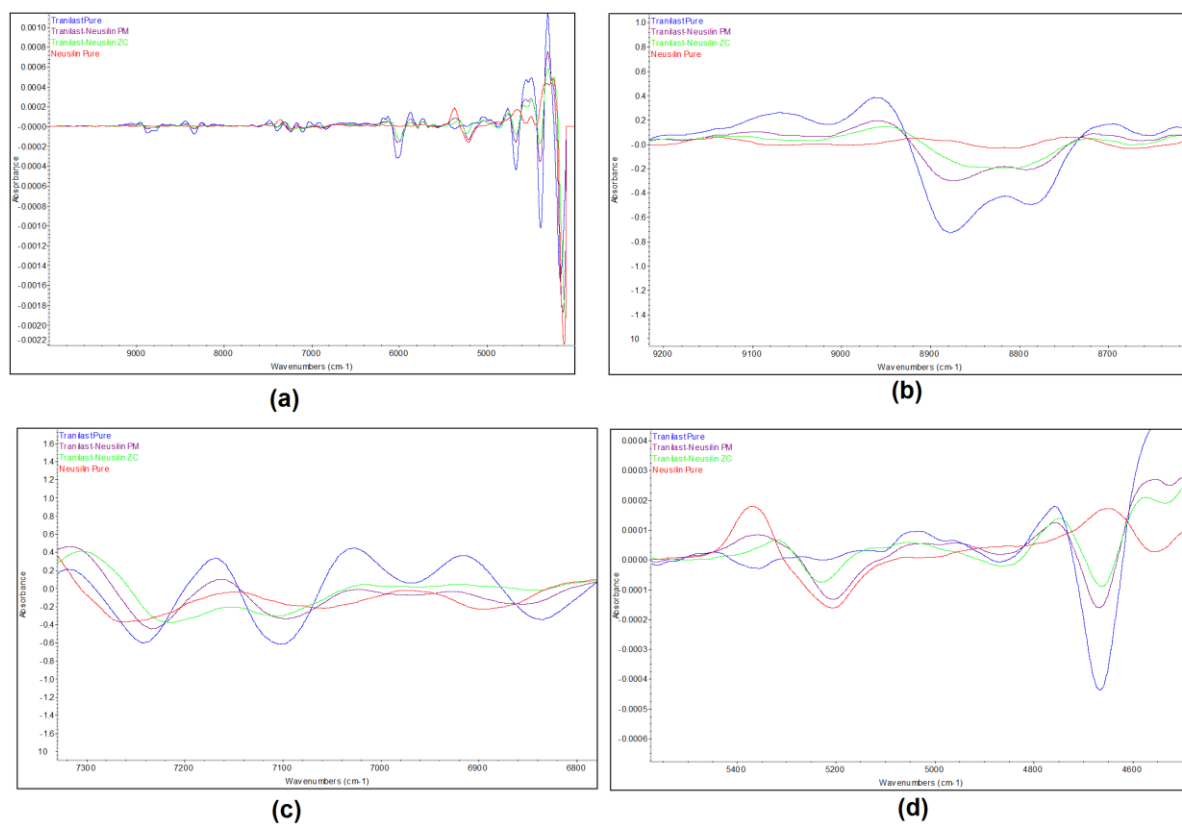 TranilastPure
Tranilast-Neusilin PM
Tranilast-Neusilin ZC
Neusilin Pure
Absorbance
0.0010
0.0008
0.0006
0.0004
0.0002
-0.0000
-0.0002
-0.0004
-0.0006
-0.0008
-0.0010
-0.0012
-0.0014
-0.0016
-0.0018
-0.0020
-0.0022
9000 8000 7000 6000 5000
Wavenumbers (cm-1)
(a)
TranilastPure
Tranilast-Neusilin PM
Tranilast-Neusilin ZC
Neusilin Pure
Absorbance
1.0
0.8
0.6
0.4
0.2
-0.0
-0.2
-0.4
-0.6
-0.8
-1.0
-1.2
1.4
10
9200 9100 9000 8900 8800 8700
Wavenumbers (cm-1)
(b)
TranilastPure
Tranilast-Neusilin PM
Tranilast-Neusilin ZC
Neusilin Pure
Absorbance
1.6
1.4
1.2
1.0
0.8
0.6
0.4
0.2
-0.0
-0.2
-0.4
-0.6
-0.8
-1.0
-1.2
-1.4
-1.6
10
7300 7200 7100 7000 6900 6800
Wavenumbers (cm-1)
(c)
TranilastPure
Tranilast-Neusilin PM
Tranilast-Neusilin ZC
Neusilin Pure
Absorbance
0.0004
0.0003
0.0002
0.0001
0.0000
-0.0001
-0.0002
-0.0003
-0.0004
-0.0005
-0.0006
5400 5200 5000 4800 4600
Wavenumbers (cm-1)
(d)